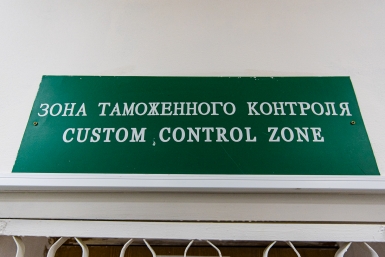 ЗОНА ТАМОЖЕННОГО КОНТРОЛЯ
CUSTOM CONTROL ZONE